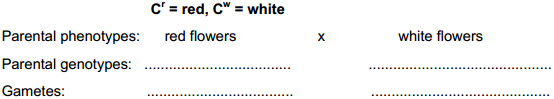 Cʳ = red, Cʷ = white
Parental phenotypes: red flowers x white flowers
Parental genotypes: .................................... .............................................
Gametes: .................................... .............................................